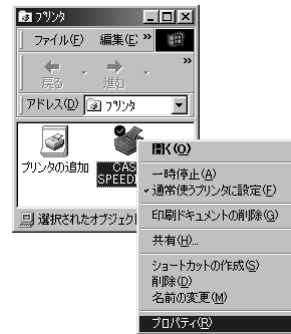 プリンタ
ファイル(F) 編集(E) »
戻る 進む »
アドレス(D) プリンタ
プリンタの追加
CAS
SPEEDI
選択されたオブジェク
開く(O)
一時停止(A)
通常使うプリンタに設定(F)
印刷ドキュメントの削除(G)
共有(H)...
ショートカットの作成(S)
削除(D)
名前の変更(M)
プロパティ(R)